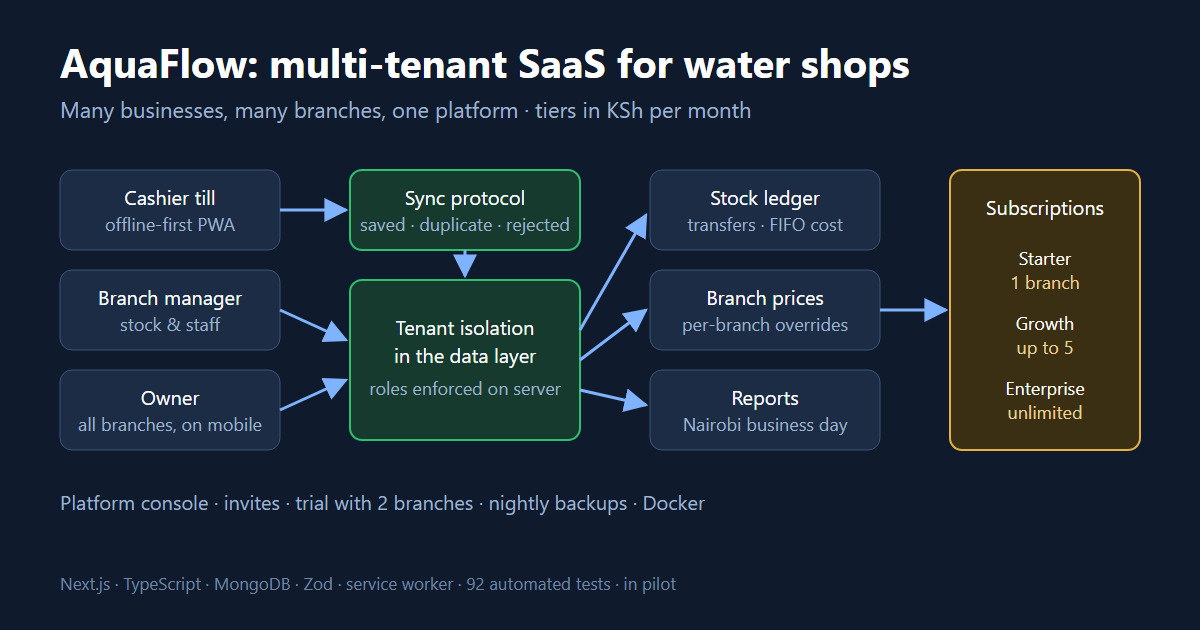 AquaFlow: multi-tenant SaaS for water shops
Many businesses, many branches, one platform · tiers in KSh per month
Cashier till
offline-first PWA
Sync protocol
saved · duplicate · rejected
Stock ledger
transfers · FIFO cost
Subscriptions
Starter
1 branch
Growth
up to 5
Enterprise
unlimited
Branch manager
stock & staff
Tenant isolation
in the data layer
roles enforced on server
Branch prices
per-branch overrides
Owner
all branches, on mobile
Reports
Nairobi business day
Platform console · invites · trial with 2 branches · nightly backups · Docker
Next.js · TypeScript · MongoDB · Zod · service worker · 92 automated tests · in pilot